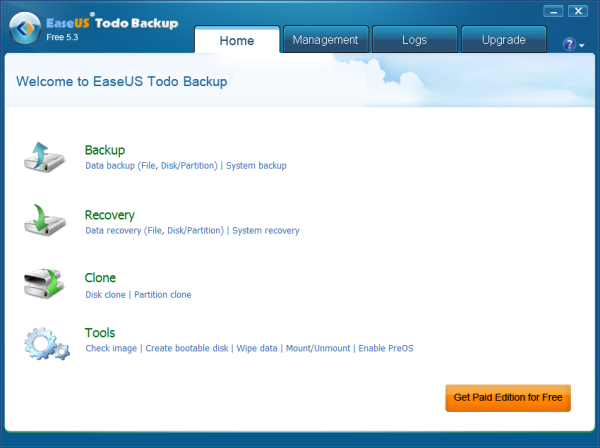 EaseUS® Todo Backup
Free 5.3
Home Management Logs Upgrade ?
Welcome to EaseUS Todo Backup
Backup
Data backup (File, Disk/Partition) | System backup
Recovery
Data recovery (File, Disk/Partition) | System recovery
Clone
Disk clone | Partition clone
Tools
Check image | Create bootable disk | Wipe data | Mount/Unmount | Enable PreOS
Get Paid Edition for Free